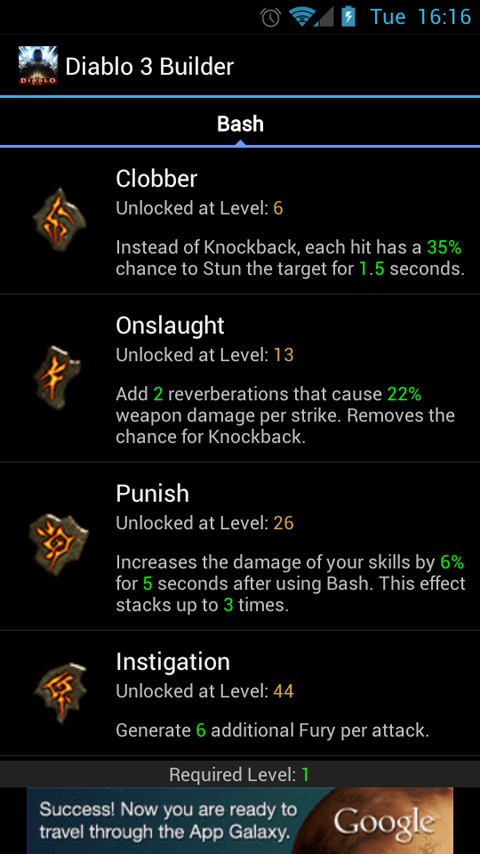 Tue 16:16
Diablo 3 Builder
DIABLO
Bash
Clobber
Unlocked at Level: 6
Instead of Knockback, each hit has a 35%
chance to Stun the target for 1.5 seconds.
Onslaught
Unlocked at Level: 13
Add 2 reverberations that cause 22%
weapon damage per strike. Removes the
chance for Knockback.
Punish
Unlocked at Level: 26
Increases the damage of your skills by 6%
for 5 seconds after using Bash. This effect
stacks up to 3 times.
Instigation
Unlocked at Level: 44
Generate 6 additional Fury per attack.
Required Level: 1
Success! Now you are ready to
travel through the App Galaxy.
Google